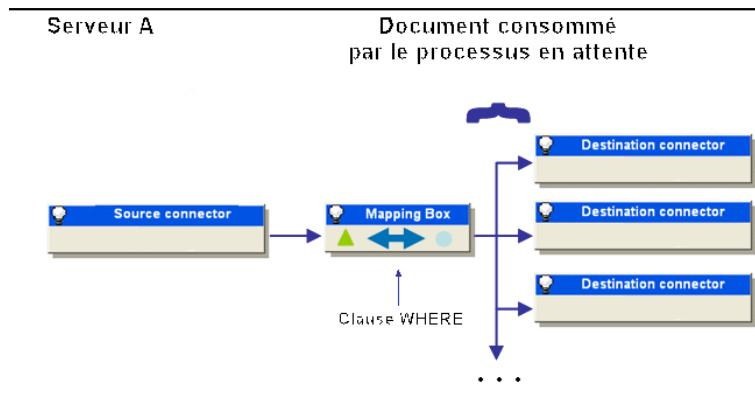 Serveur A
Document consommé
par le processus en attente
Destination connector
Source connector
Mapping Box
Destination connector
Destination connector
Clause WHERE
. . .